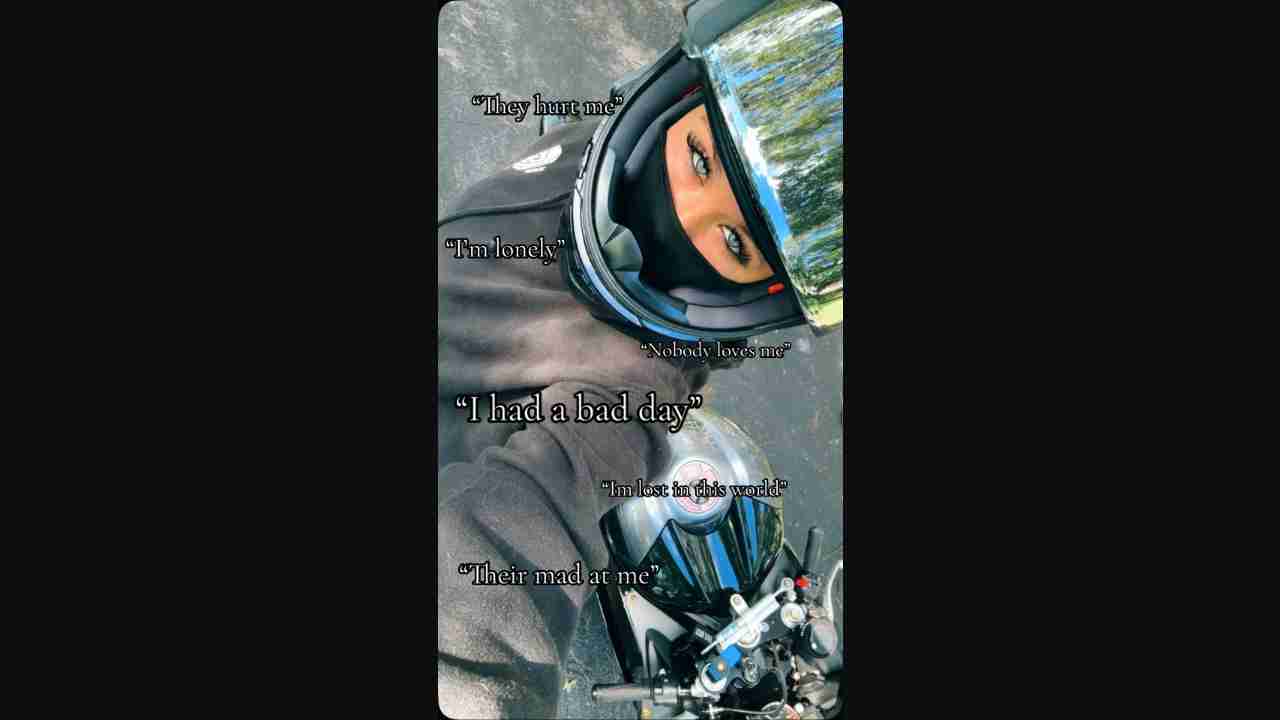 “They hurt me”
“I'm lonely”
“Nobody loves me”
“I had a bad day”
“Im lost in this world”
“Their mad at me”